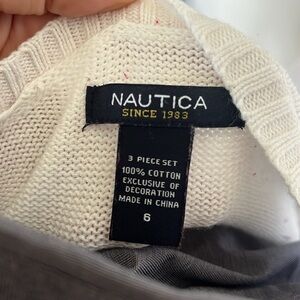 NAUTICA
SINCE 1983
3 PIECE SET
100% COTTON
EXCLUSIVE OF
DECORATION
MADE IN CHINA
6